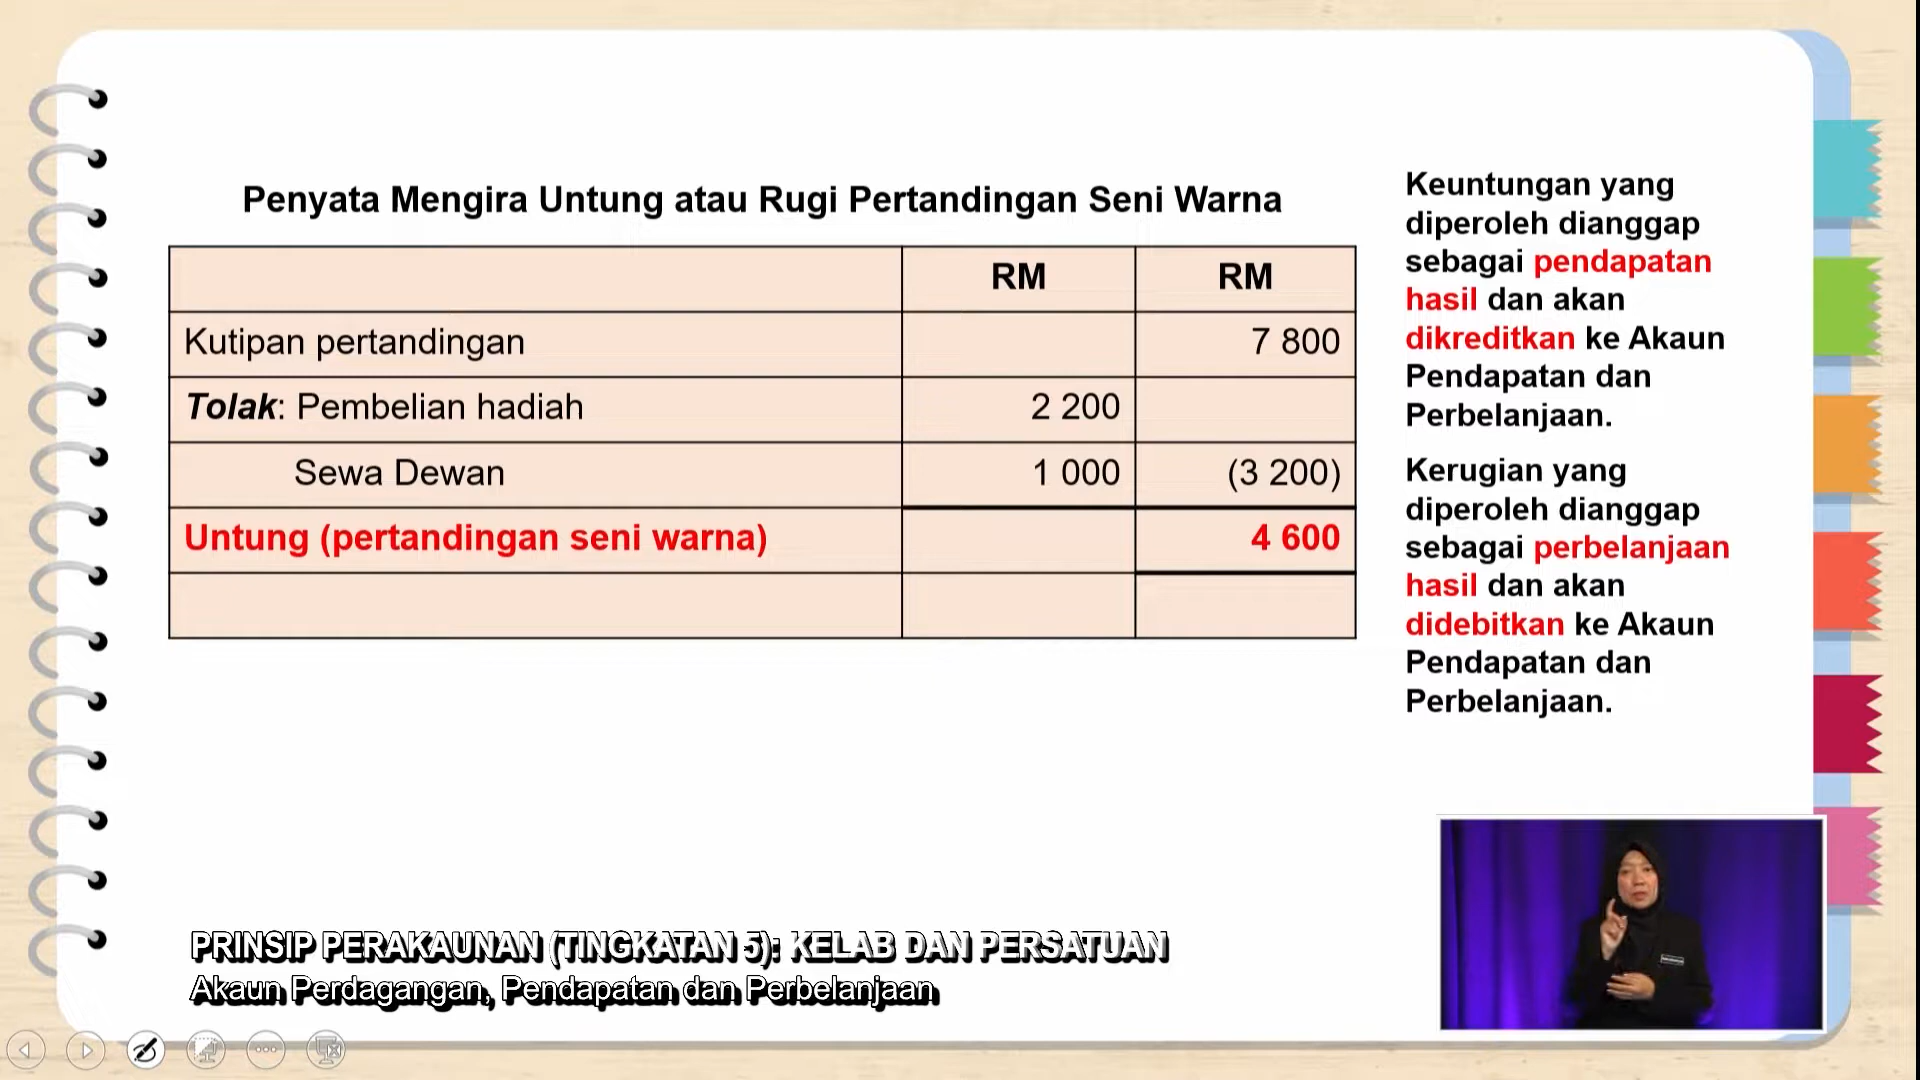 Penyata Mengira Untung atau Rugi Pertandingan Seni Warna
RM RM
Kutipan pertandingan 7 800
Tolak: Pembelian hadiah 2 200
Sewa Dewan 1 000 (3 200)
Untung (pertandingan seni warna) 4 600
Keuntungan yang
diperoleh dianggap
sebagai pendapatan
hasil dan akan
dikreditkan ke Akaun
Pendapatan dan
Perbelanjaan.
Kerugian yang
diperoleh dianggap
sebagai perbelanjaan
hasil dan akan
didebitkan ke Akaun
Pendapatan dan
Perbelanjaan.
PRINSIP PERAKAUNAN (TINGKATAN 5): KELAB DAN PERSATUAN
Akaun Perdagangan, Pendapatan dan Perbelanjaan